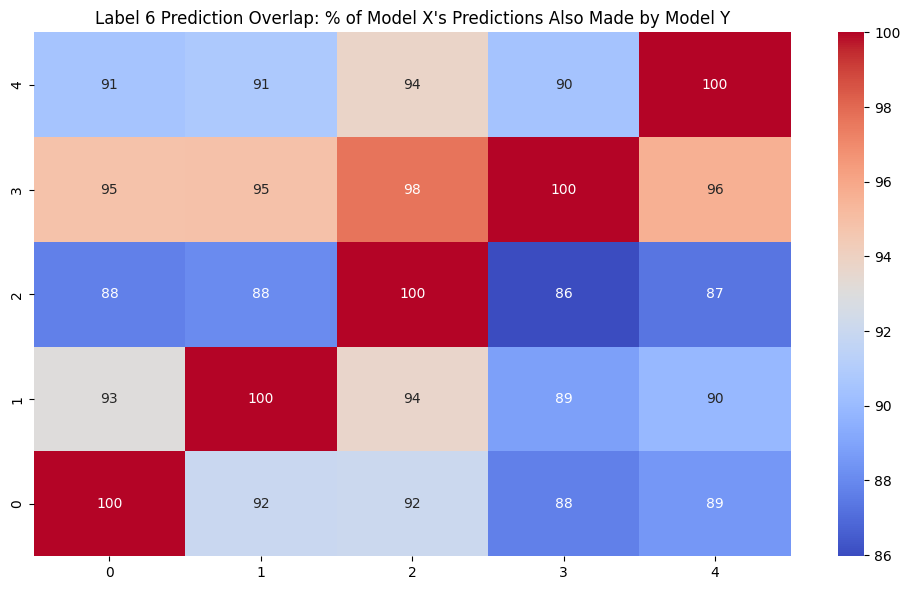 Label 6 Prediction Overlap: % of Model X's Predictions Also Made by Model Y
4 91 91 94 90 100
3 95 95 98 100 96
2 88 88 100 86 87
1 93 100 94 89 90
0 100 92 92 88 89
0 1 2 3 4
100
98
96
94
92
90
88
86